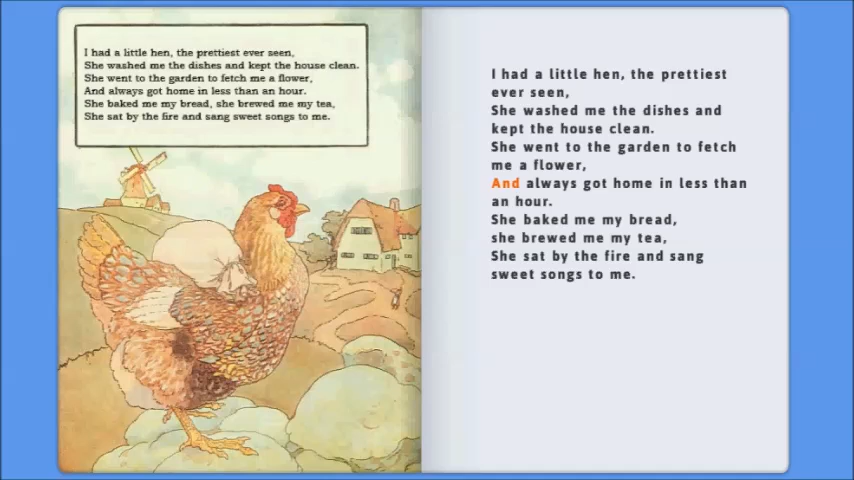 I had a little hen, the prettiest ever seen,
She washed me the dishes and kept the house clean.
She went to the garden to fetch me a flower,
And always got home in less than an hour.
She baked me my bread, she brewed me my tea,
She sat by the fire and sang sweet songs to me.
I had a little hen, the prettiest
ever seen,
She washed me the dishes and
kept the house clean.
She went to the garden to fetch
me a flower,
And always got home in less than
an hour.
She baked me my bread,
she brewed me my tea,
She sat by the fire and sang
sweet songs to me.